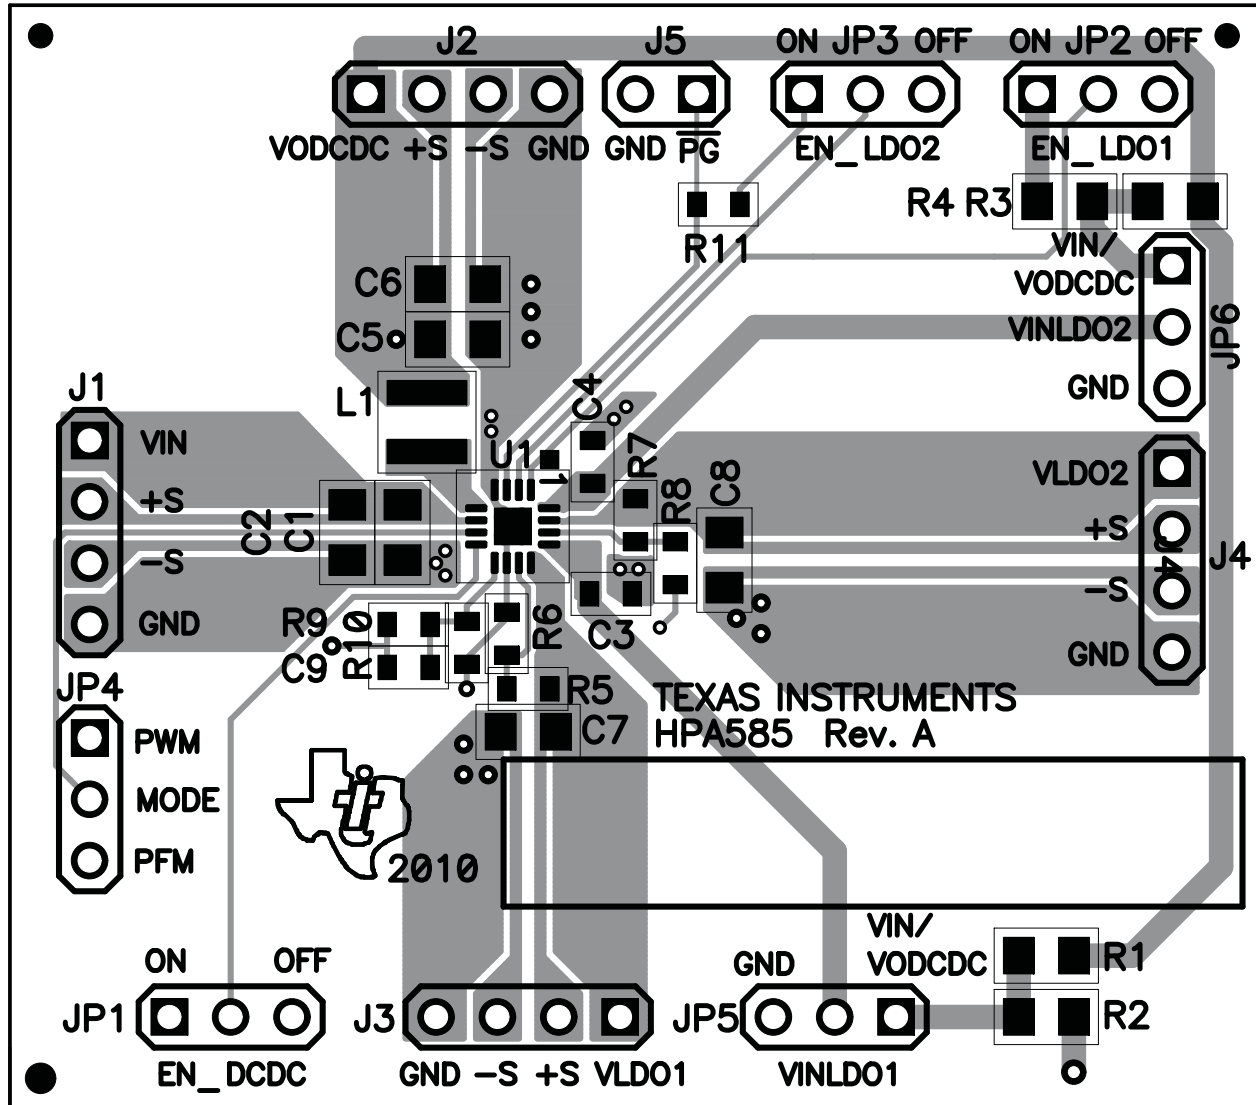 J2 J5 ON JP3 OFF ON JP2 OFF
VODCDC +S -S GND GND PG EN_LDO2 EN_LDO1
R4 R3
R11
VIN/
VODCDC
C6
C5
VINLDO2
JP6
GND
J1
L1
C4
VIN
U1
1
R7
R8
C8
VLDO2
+S
C2
C1
+S
J4
J4
-S
-S
GND
R9
R10
C9
R6
C3
GND
JP4
R5
TEXAS INSTRUMENTS
HPA585 Rev. A
C7
PWM
MODE
PFM
2010
VIN/
VODCDC
ON OFF
GND
R1
JP1
J3
JP5
R2
EN_DCDC
GND -S +S VLDO1
VINLDO1